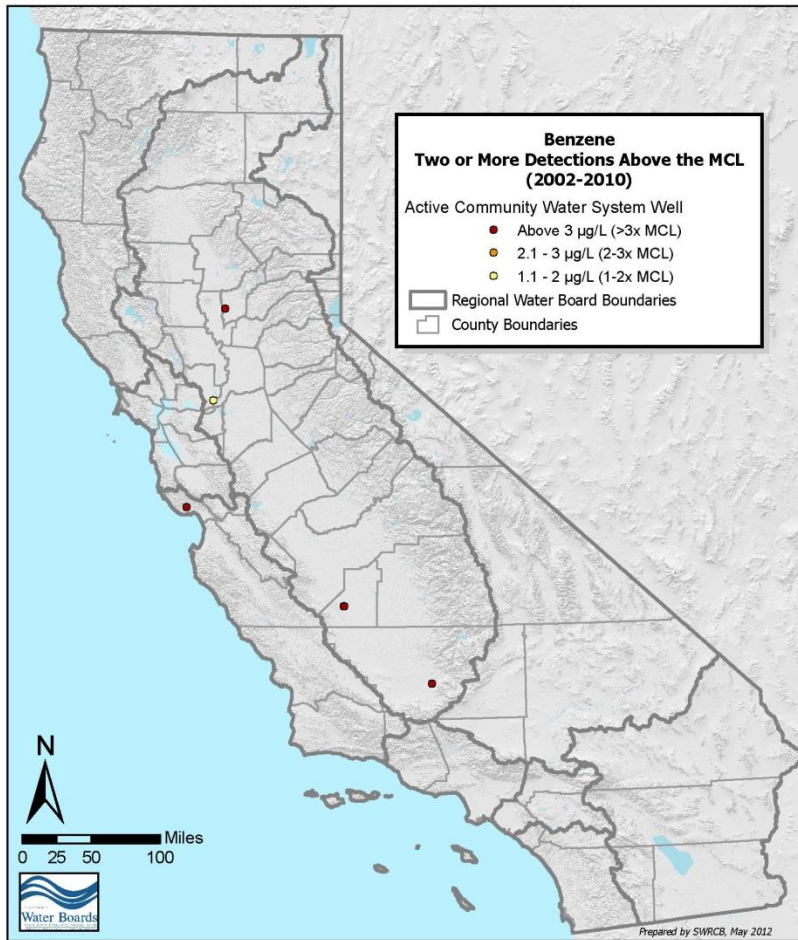 Benzene
Two or More Detections Above the MCL
(2002-2010)
Active Community Water System Well
Above 3 µg/L (>3x MCL)
2.1 - 3 µg/L (2-3x MCL)
1.1 - 2 µg/L (1-2x MCL)
Regional Water Board Boundaries
County Boundaries
N
Miles
0 25 50 100
Water Boards
Prepared by SWRCB, May 2012